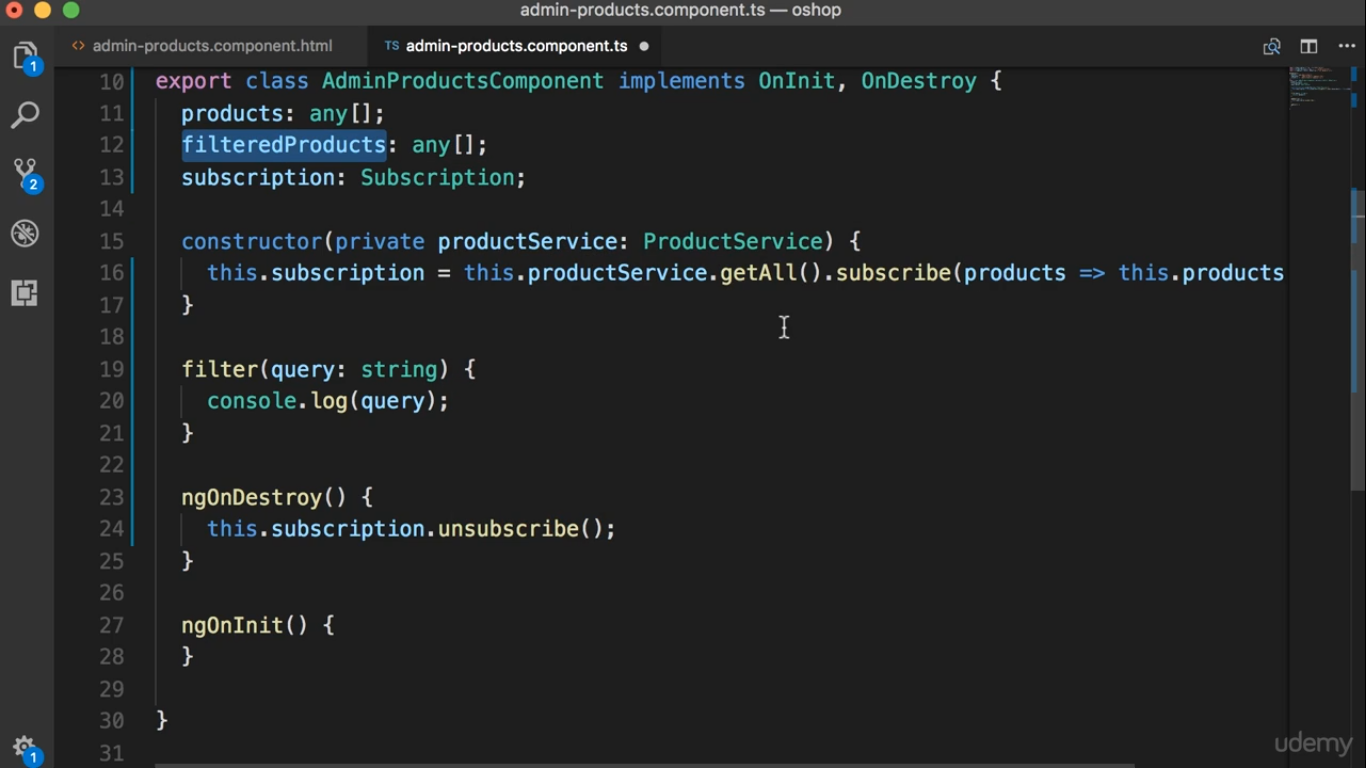 admin-products.component.ts — oshop
<> admin-products.component.html TS admin-products.component.ts ●
10 export class AdminProductsComponent implements OnInit, OnDestroy {
11 products: any[];
12 filteredProducts: any[];
13 subscription: Subscription;
14
15 constructor(private productService: ProductService) {
16 this.subscription = this.productService.getAll().subscribe(products => this.products
17 }
18
19 filter(query: string) {
20 console.log(query);
21 }
22
23 ngOnDestroy() {
24 this.subscription.unsubscribe();
25 }
26
27 ngOnInit() {
28 }
29
30 }
31
1
2
1
udemy